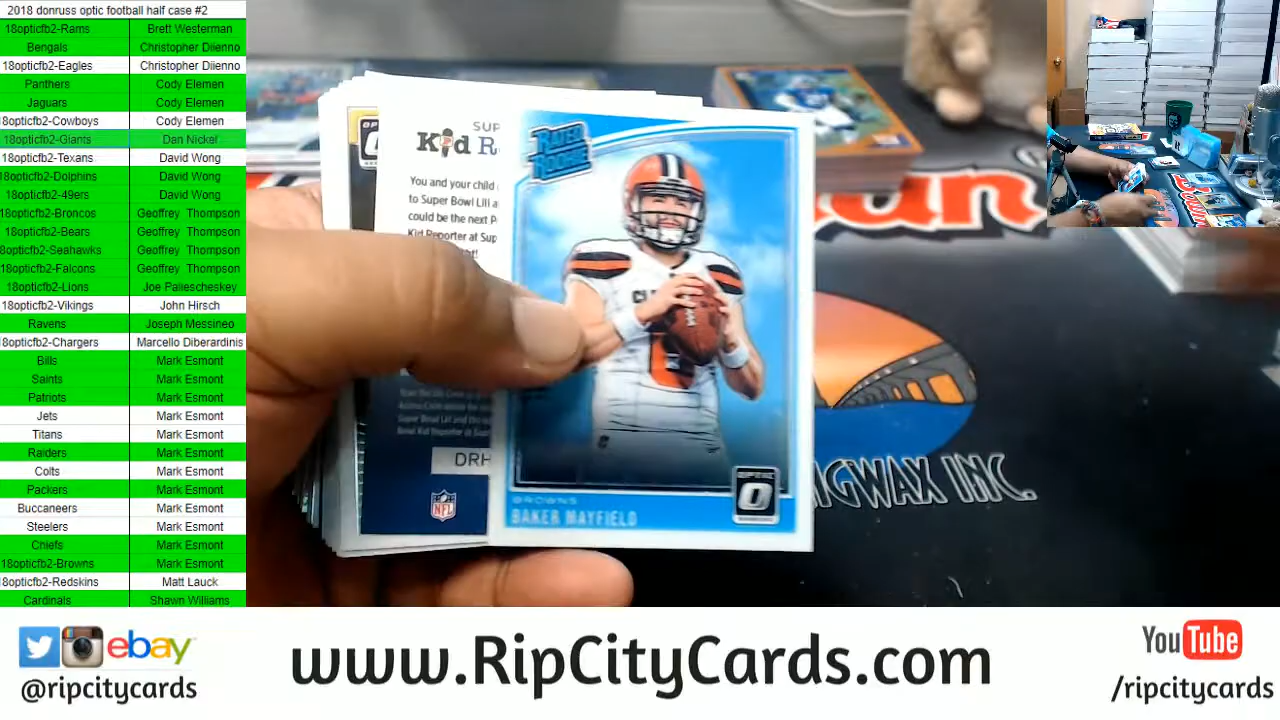 2018 donruss optic football half case #2
18opticfb2-Rams Brett Westerman
Bengals Christopher Diienno
18opticfb2-Eagles Christopher Diienno
Panthers Cody Elemen
Jaguars Cody Elemen
18opticfb2-Cowboys Cody Elemen
18opticfb2-Giants Dan Nickel
18opticfb2-Texans David Wong
18opticfb2-Dolphins David Wong
18opticfb2-49ers David Wong
18opticfb2-Broncos Geoffrey Thompson
18opticfb2-Bears Geoffrey Thompson
8opticfb2-Seahawks Geoffrey Thompson
18opticfb2-Falcons Geoffrey Thompson
18opticfb2-Lions Joe Paliescheskey
18opticfb2-Vikings John Hirsch
Ravens Joseph Messineo
18opticfb2-Chargers Marcello Diberardinis
Bills Mark Esmont
Saints Mark Esmont
Patriots Mark Esmont
Jets Mark Esmont
Titans Mark Esmont
Raiders Mark Esmont
Colts Mark Esmont
Packers Mark Esmont
Buccaneers Mark Esmont
Steelers Mark Esmont
Chiefs Mark Esmont
18opticfb2-Browns Mark Esmont
8opticfb2-Redskins Matt Lauck
Cardinals Shawn Williams
SUP
Kid R
You and your child
to Super Bowl LIII a
could be the next P
Kid Reporter at Sup
DRH
NFL
RATED
ROOKIE
OPTIC
BROWNS
BAKER MAYFIELD
IGWAX INC.
ebay
@ripcitycards
www.RipCityCards.com
YouTube
/ripcitycards